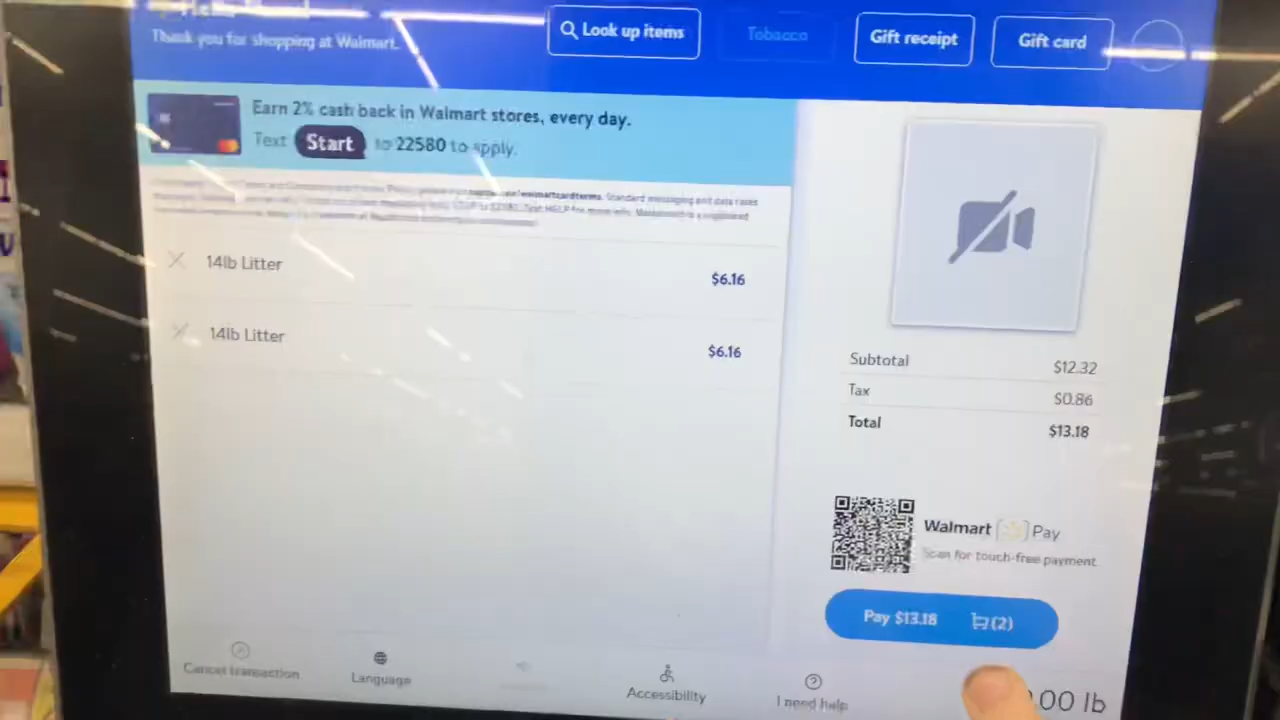 Thank you for shopping at Walmart.
Look up items
Tobacco
Gift receipt
Gift card
Earn 2% cash back in Walmart stores, every day.
Text Start to 22580 to apply.
14lb Litter
$6.16
14lb Litter
$6.16
Subtotal $12.32
Tax $0.86
Total $13.18
Walmart Pay
Scan for touch-free payment.
Pay $13.18 (2)
Cancel transaction
Language
Accessibility
I need help
.00 lb